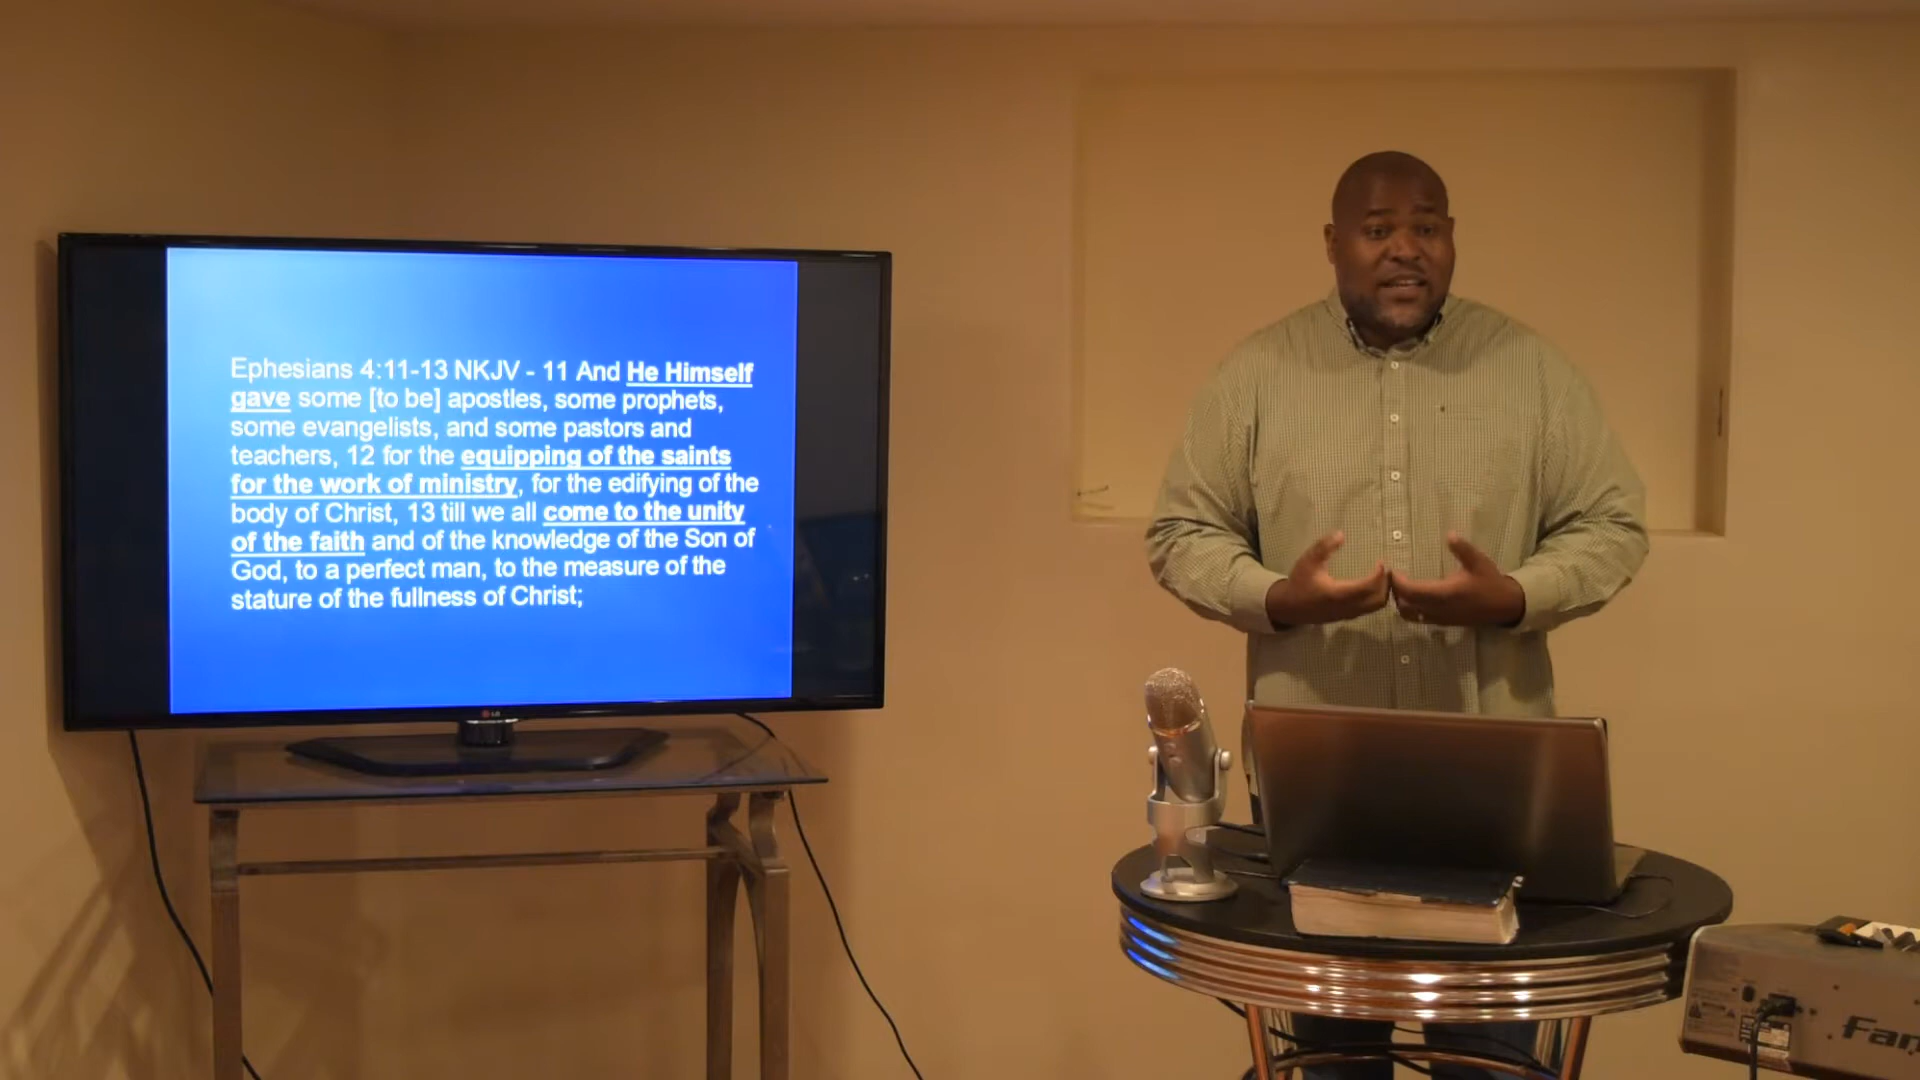 Ephesians 4:11-13 NKJV - 11 And He Himself
gave some [to be] apostles, some prophets,
some evangelists, and some pastors and
teachers, 12 for the equipping of the saints
for the work of ministry, for the edifying of the
body of Christ, 13 till we all come to the unity
of the faith and of the knowledge of the Son of
God, to a perfect man, to the measure of the
stature of the fullness of Christ;
LG
Fan